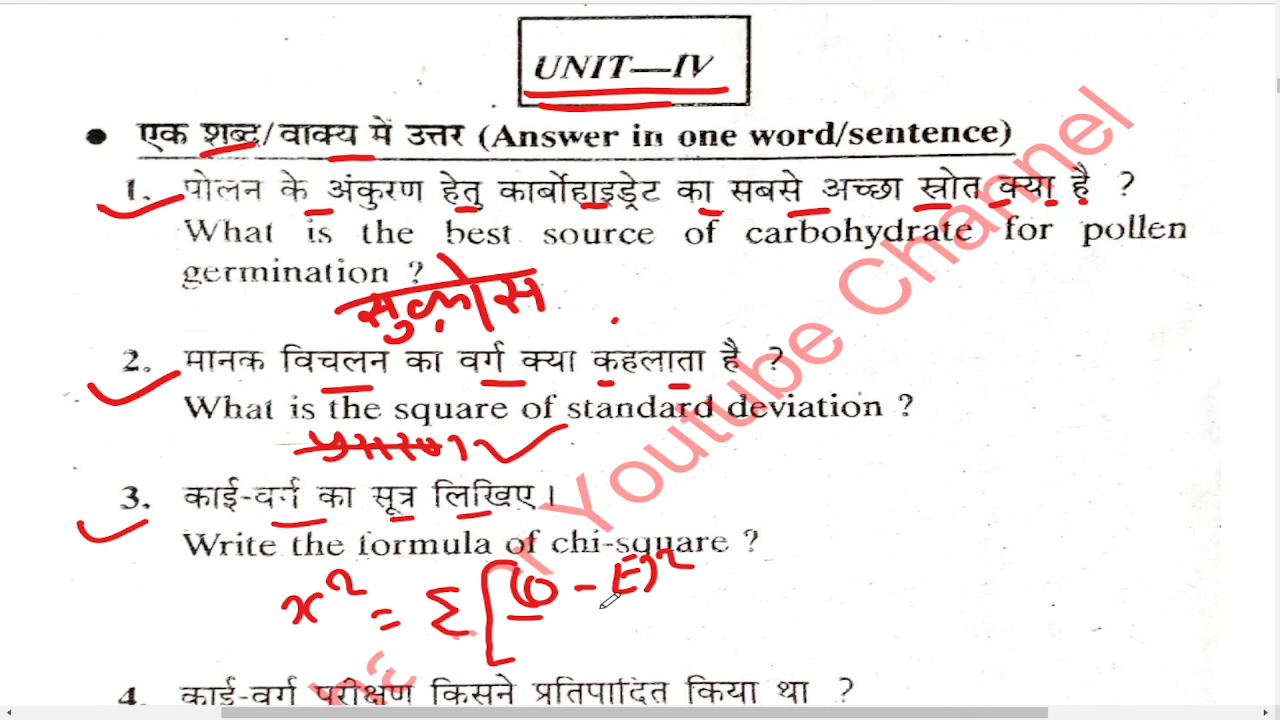 UNIT—IV
● एक शब्द/वाक्य में उत्तर (Answer in one word/sentence)
1. पोलन के अंकुरण हेतु कार्बोहाइड्रेट का सबसे अच्छा स्रोत क्या है ?
What is the best source of carbohydrate for pollen
germination ?
सुक्रोस
2. मानक विचलन का वर्ग क्या कहलाता है ?
What is the square of standard deviation ?
प्रसरण
3. काई-वर्ग का सूत्र लिखिए।
Write the formula of chi-square ?
x² = Σ[(O - E)²
4. काई-वर्ग परीक्षण किसने प्रतिपादित किया था ?
Youtube Channel